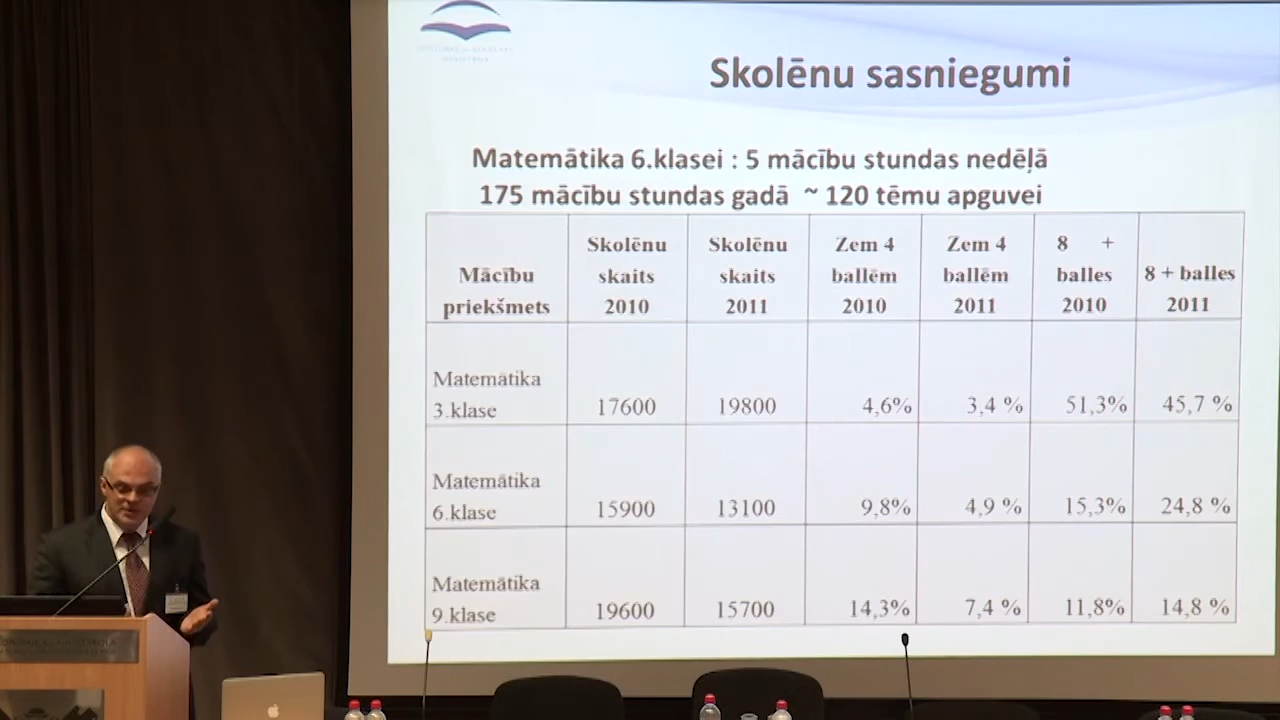 Skolēnu sasniegumi
Matemātika 6.klasei : 5 mācību stundas nedēļā
175 mācību stundas gadā ~ 120 tēmu apguvei
Mācību priekšmets
Skolēnu skaits 2010
Skolēnu skaits 2011
Zem 4 ballēm 2010
Zem 4 ballēm 2011
8 + balles 2010
8 + balles 2011
Matemātika 3.klase 17600 19800 4,6% 3,4 % 51,3% 45,7 %
Matemātika 6.klase 15900 13100 9,8% 4,9 % 15,3% 24,8 %
Matemātika 9.klase 19600 15700 14,3% 7,4 % 11,8% 14,8 %